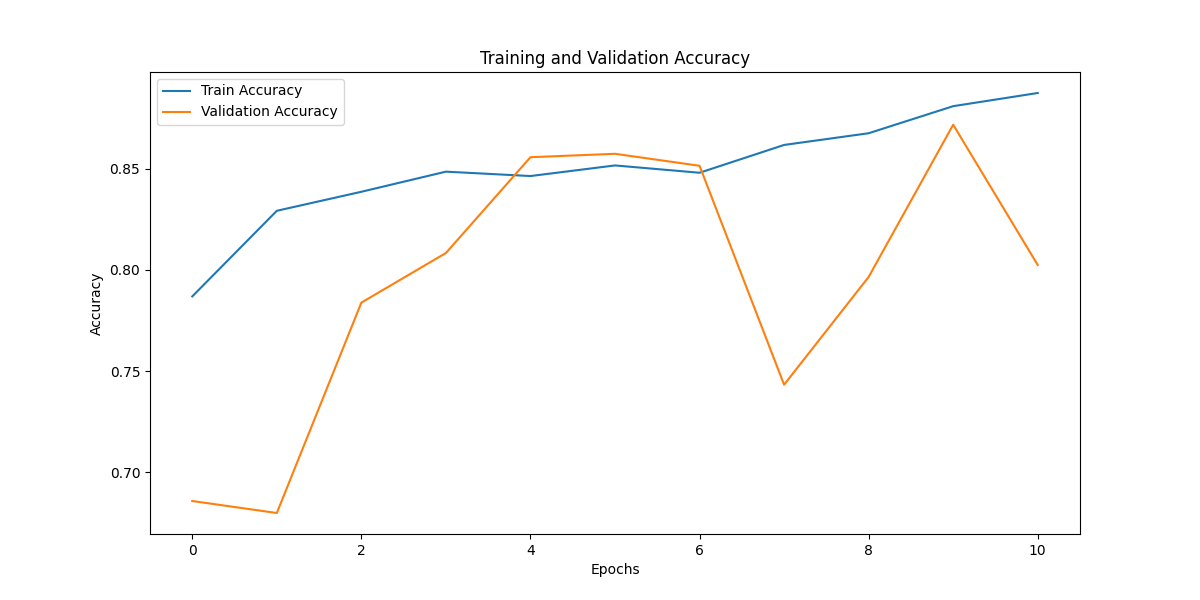 Training and Validation Accuracy
Train Accuracy
Validation Accuracy
0.85
0.80
0.75
0.70
Accuracy
0 2 4 6 8 10
Epochs